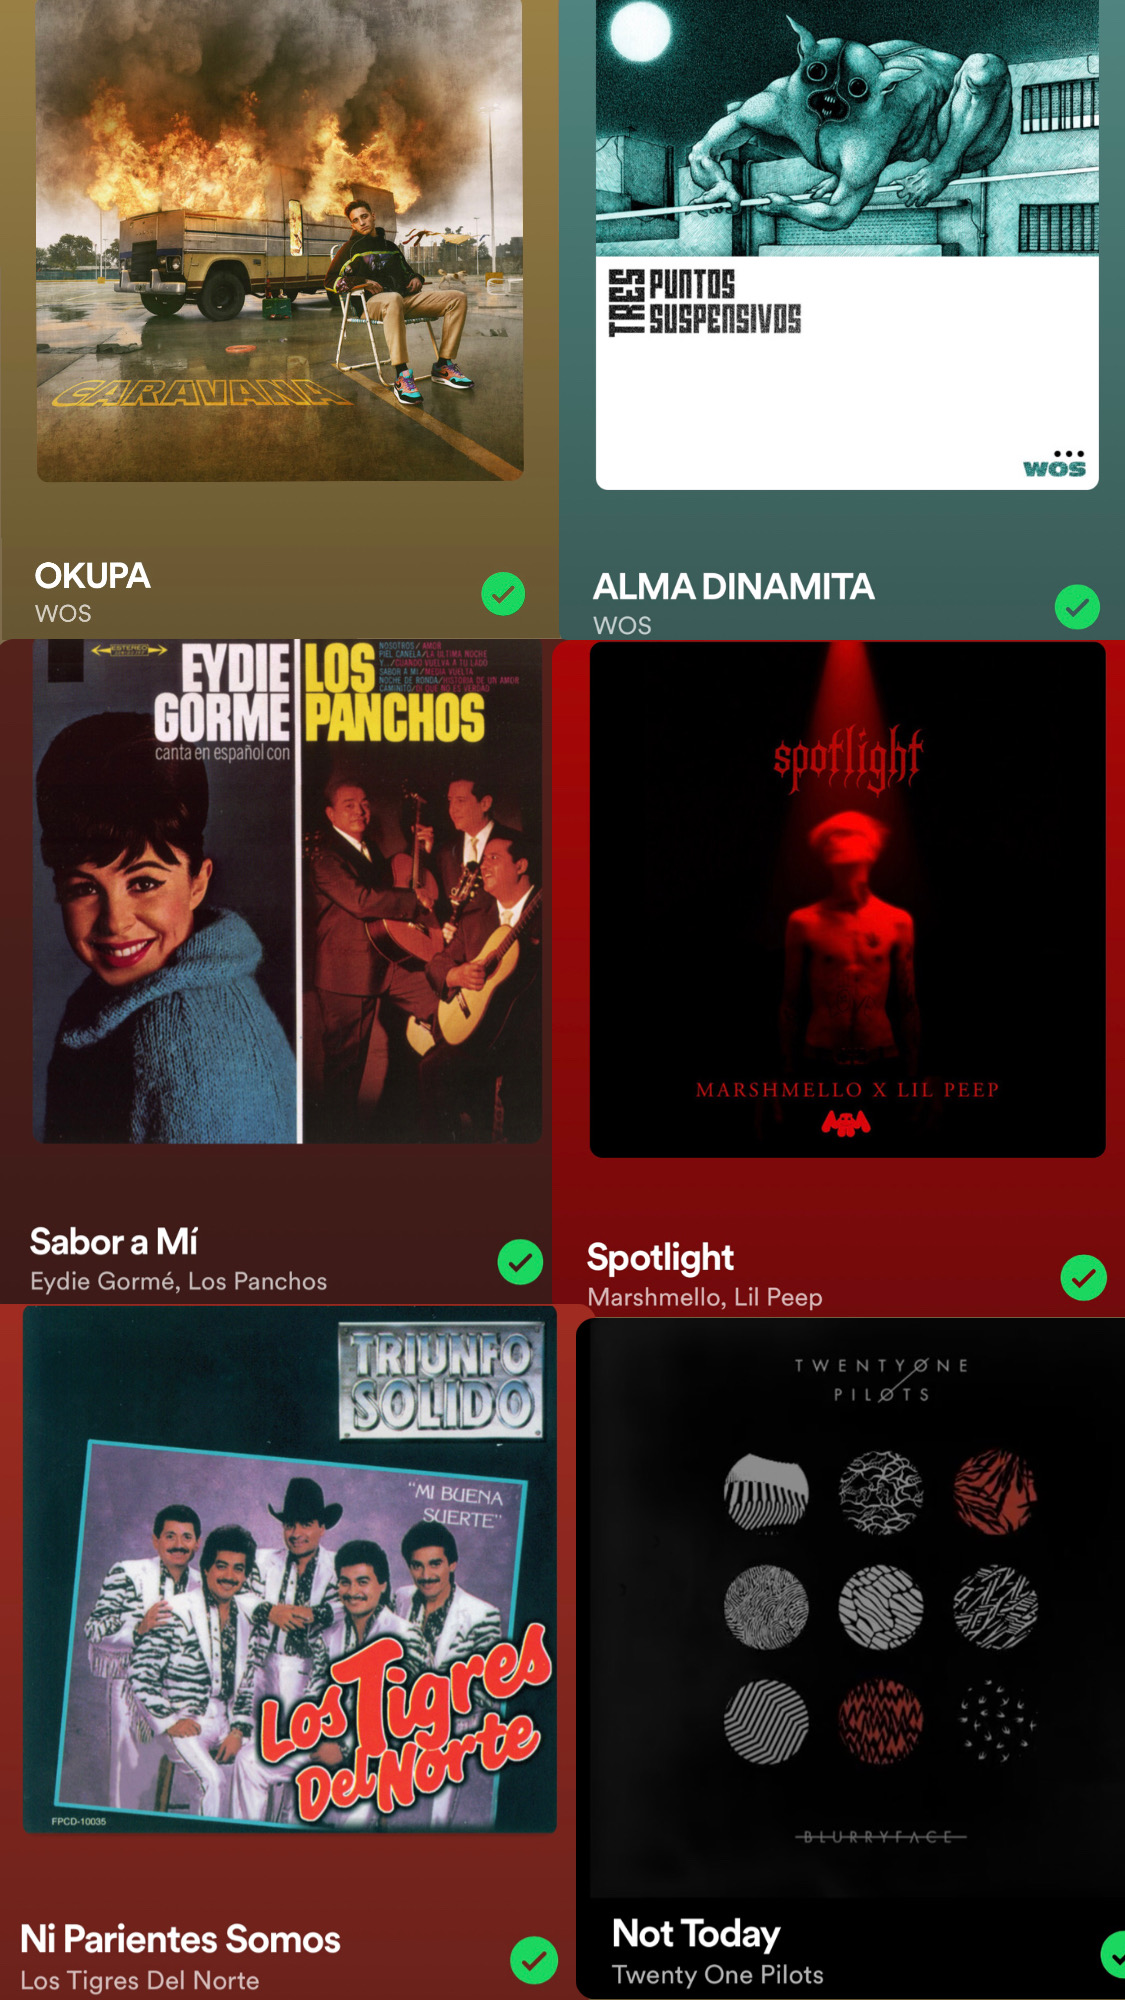 CARAVANA
OKUPA
WOS
TRES PUNTOS
SUSPENSIVOS
WOS
ALMA DINAMITA
WOS
ESTEREO
EYDIE
GORME
canta en español con
LOS
PANCHOS
NOSOTROS / AMOR
PIEL CANELA / LA ULTIMA NOCHE
Y... / CUANDO VUELVA A TU LADO
SABOR A MI / MEDIA VUELTA
NOCHE DE RONDA / HISTORIA DE UN AMOR
CAMINITO / DI QUE NO ES VERDAD
Sabor a Mí
Eydie Gormé, Los Panchos
spotlight
MARSHMELLO X LIL PEEP
Spotlight
Marshmello, Lil Peep
TRIUNFO
SOLIDO
"MI BUENA
SUERTE"
Los Tigres
Del Norte
FPCD-10035
Ni Parientes Somos
Los Tigres Del Norte
TWENTY ONE
PILOTS
BLURRYFACE
Not Today
Twenty One Pilots